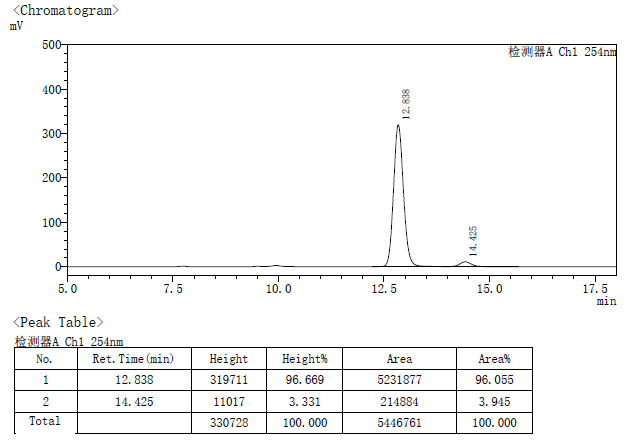 <Chromatogram>
mV
检测器A Ch1 254nm
500
400
300
200
100
0
12.838
14.425
5.0 7.5 10.0 12.5 15.0 17.5
min
<Peak Table>
检测器A Ch1 254nm
No. Ret.Time(min) Height Height% Area Area%
1 12.838 319711 96.669 5231877 96.055
2 14.425 11017 3.331 214884 3.945
Total 330728 100.000 5446761 100.000